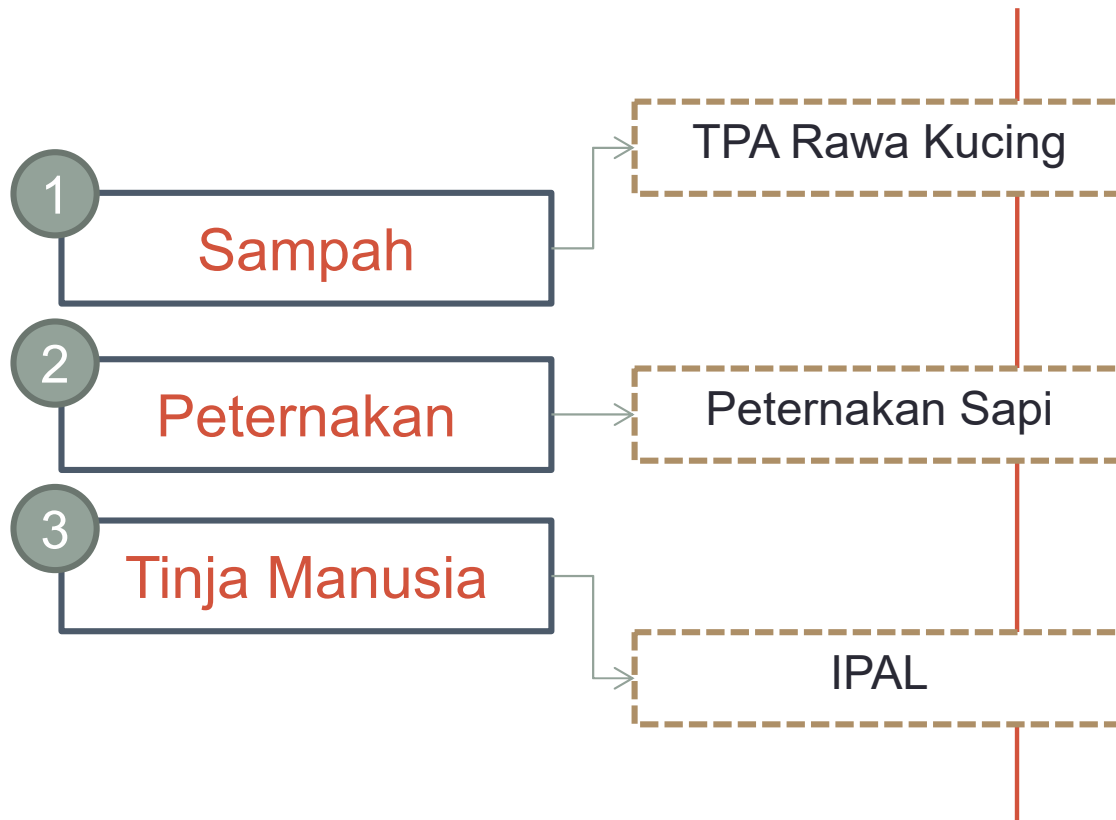 1
Sampah
TPA Rawa Kucing
2
Peternakan
Peternakan Sapi
3
Tinja Manusia
IPAL